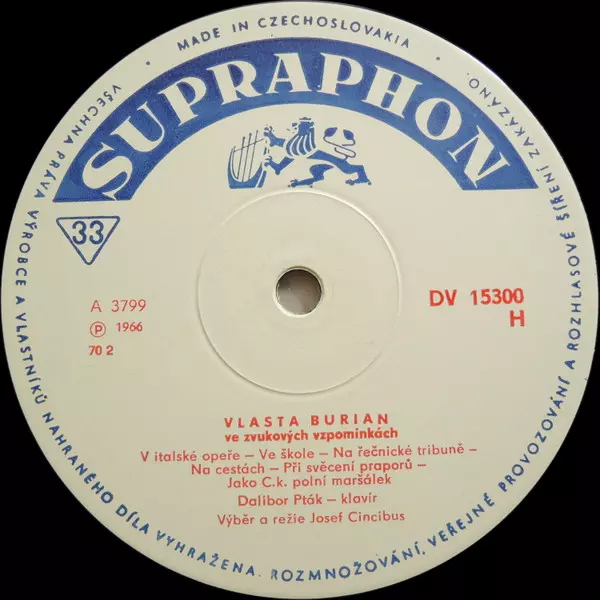 MADE IN CZECHOSLOVAKIA
SUPRAPHON
33
A 3799
Ⓟ 1966
70 2
DV 15300
H
VLASTA BURIAN
ve zvukových vzpomínkách
V italské opeře – Ve škole – Na řečnické tribuně –
Na cestách – Při svěcení praporů –
Jako C.k. polní maršálek
Dalibor Pták – klavír
Výběr a režie Josef Cincibus
VŠECHNA PRÁVA VÝROBCE A VLASTNÍKŮ NAHRANÉHO DÍLA VYHRAŽENA. ROZMNOŽOVÁNÍ, VEŘEJNÉ PROVOZOVÁNÍ A ROZHLASOVÉ ŠÍŘENÍ ZAKÁZÁNO.